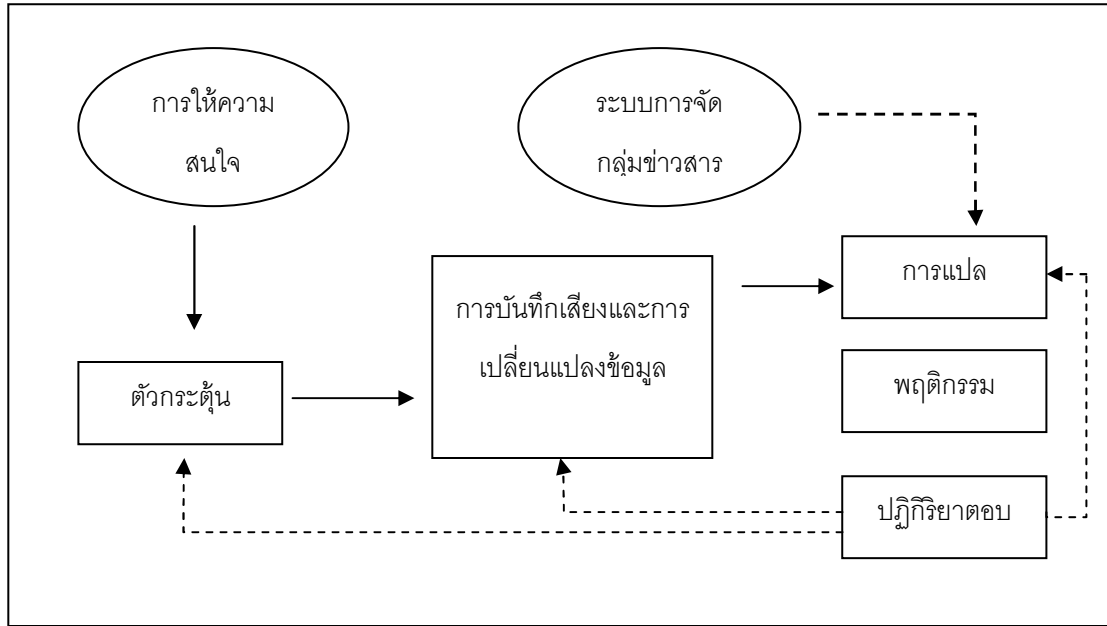 การให้ความ
สนใจ
ระบบการจัด
กลุ่มข่าวสาร
การแปล
การบันทึกเสียงและการ
เปลี่ยนแปลงข้อมูล
ตัวกระตุ้น
พฤติกรรม
ปฏิกิริยาตอบ